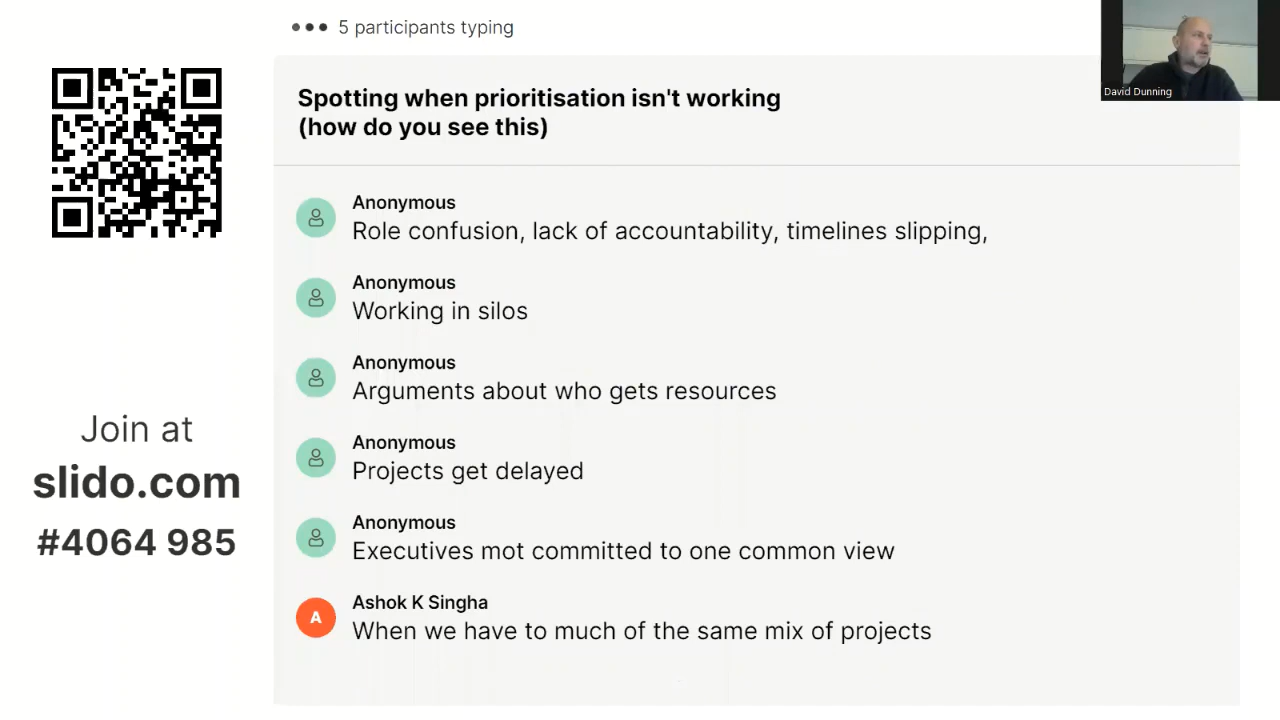 5 participants typing
David Dunning
Spotting when prioritisation isn't working
(how do you see this)
Anonymous
Role confusion, lack of accountability, timelines slipping,
Anonymous
Working in silos
Anonymous
Arguments about who gets resources
Anonymous
Projects get delayed
Anonymous
Executives mot committed to one common view
A
Ashok K Singha
When we have to much of the same mix of projects
Join at
slido.com
#4064 985